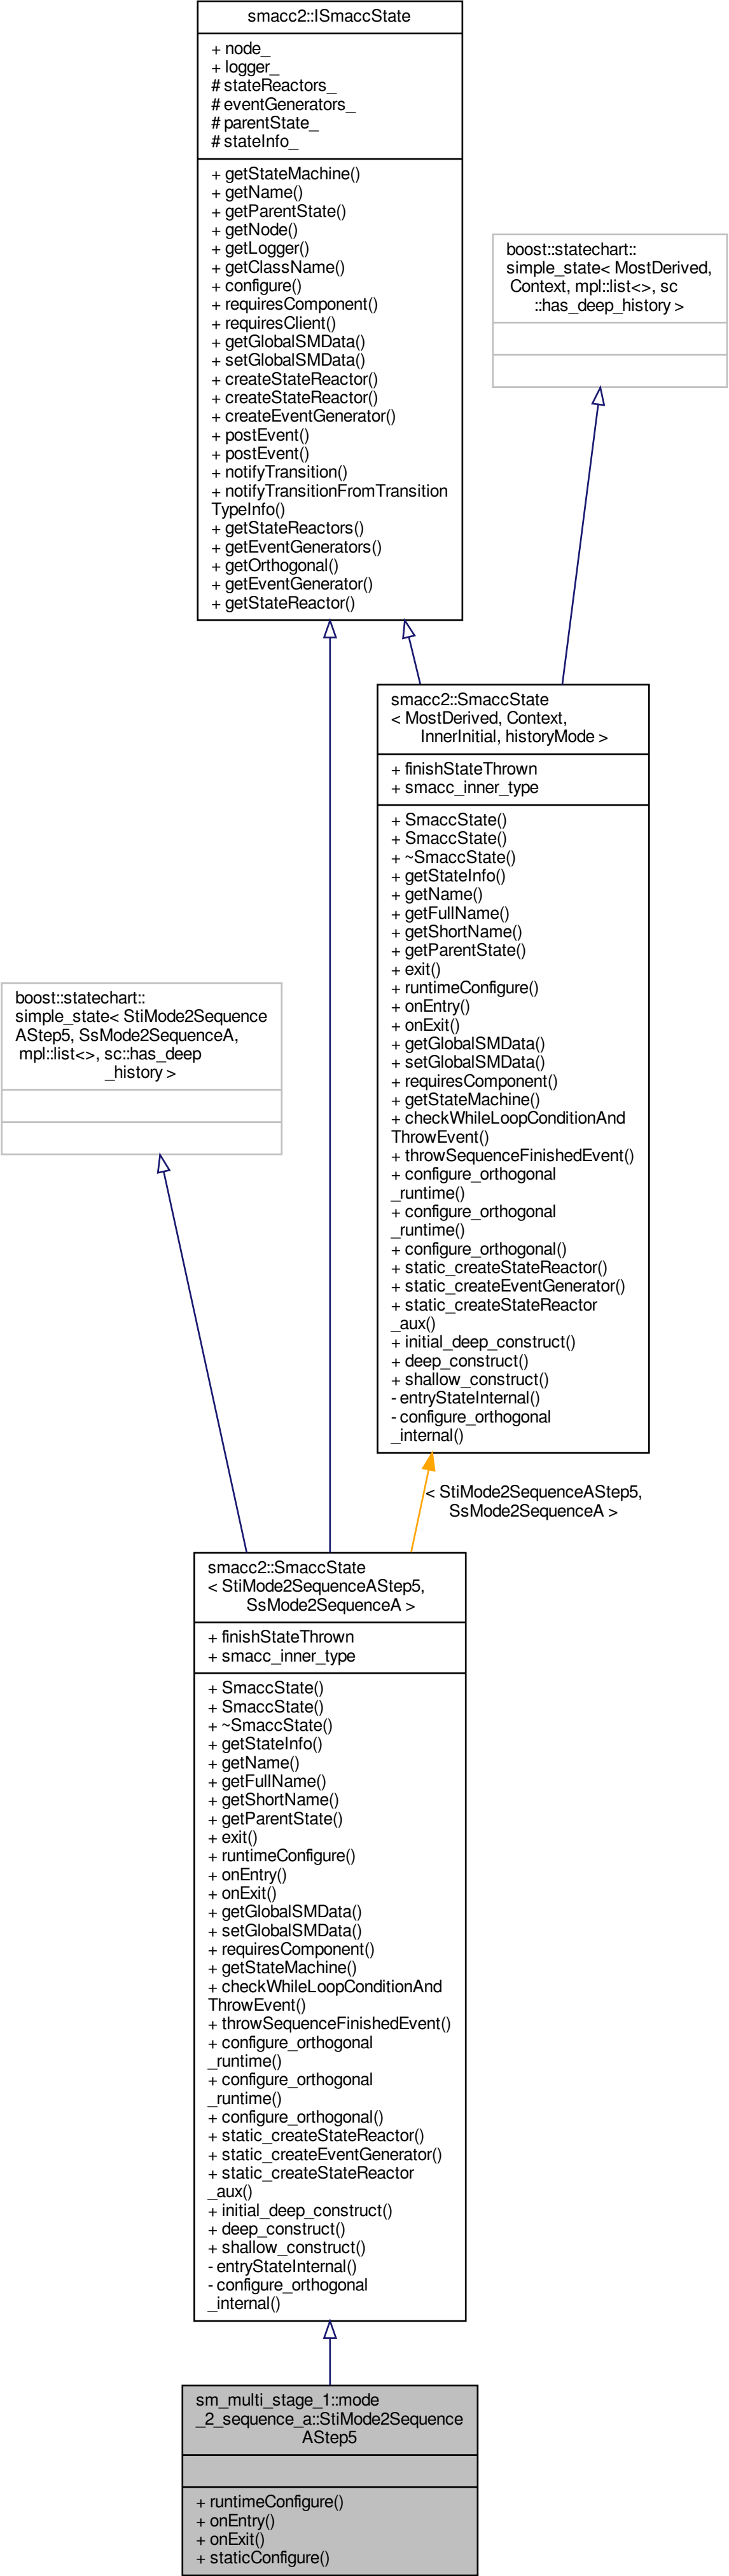 smacc2::ISmaccState
+ node_
+ logger_
# stateReactors_
# eventGenerators_
# parentState_
# stateInfo_
+ getStateMachine()
+ getName()
+ getParentState()
+ getNode()
+ getLogger()
+ getClassName()
+ configure()
+ requiresComponent()
+ requiresClient()
+ getGlobalSMData()
+ setGlobalSMData()
+ createStateReactor()
+ createStateReactor()
+ createEventGenerator()
+ postEvent()
+ postEvent()
+ notifyTransition()
+ notifyTransitionFromTransition
TypeInfo()
+ getStateReactors()
+ getEventGenerators()
+ getOrthogonal()
+ getEventGenerator()
+ getStateReactor()
boost::statechart::
simple_state< MostDerived,
Context, mpl::list<>, sc
::has_deep_history >
smacc2::SmaccState
< MostDerived, Context,
InnerInitial, historyMode >
+ finishStateThrown
+ smacc_inner_type
+ SmaccState()
+ SmaccState()
+ ~SmaccState()
+ getStateInfo()
+ getName()
+ getFullName()
+ getShortName()
+ getParentState()
+ exit()
+ runtimeConfigure()
+ onEntry()
+ onExit()
+ getGlobalSMData()
+ setGlobalSMData()
+ requiresComponent()
+ getStateMachine()
+ checkWhileLoopConditionAnd
ThrowEvent()
+ throwSequenceFinishedEvent()
+ configure_orthogonal
_runtime()
+ configure_orthogonal
_runtime()
+ configure_orthogonal()
+ static_createStateReactor()
+ static_createEventGenerator()
+ static_createStateReactor
_aux()
+ initial_deep_construct()
+ deep_construct()
+ shallow_construct()
- entryStateInternal()
- configure_orthogonal
_internal()
boost::statechart::
simple_state< StiMode2Sequence
AStep5, SsMode2SequenceA,
mpl::list<>, sc::has_deep
_history >
< StiMode2SequenceAStep5,
SsMode2SequenceA >
smacc2::SmaccState
< StiMode2SequenceAStep5,
SsMode2SequenceA >
+ finishStateThrown
+ smacc_inner_type
+ SmaccState()
+ SmaccState()
+ ~SmaccState()
+ getStateInfo()
+ getName()
+ getFullName()
+ getShortName()
+ getParentState()
+ exit()
+ runtimeConfigure()
+ onEntry()
+ onExit()
+ getGlobalSMData()
+ setGlobalSMData()
+ requiresComponent()
+ getStateMachine()
+ checkWhileLoopConditionAnd
ThrowEvent()
+ throwSequenceFinishedEvent()
+ configure_orthogonal
_runtime()
+ configure_orthogonal
_runtime()
+ configure_orthogonal()
+ static_createStateReactor()
+ static_createEventGenerator()
+ static_createStateReactor
_aux()
+ initial_deep_construct()
+ deep_construct()
+ shallow_construct()
- entryStateInternal()
- configure_orthogonal
_internal()
sm_multi_stage_1::mode
_2_sequence_a::StiMode2Sequence
AStep5
+ runtimeConfigure()
+ onEntry()
+ onExit()
+ staticConfigure()